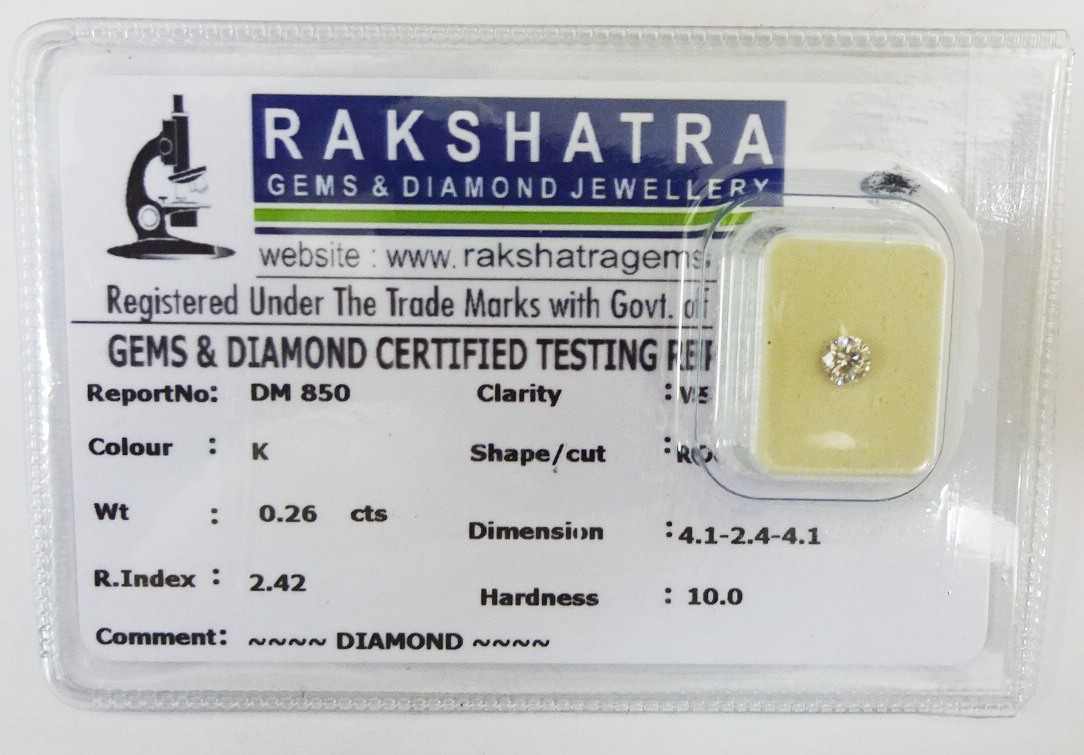 RAKSHATRA
GEMS & DIAMOND JEWELLERY
website : www.rakshatragems
Registered Under The Trade Marks with Govt. of
GEMS & DIAMOND CERTIFIED TESTING
ReportNo: DM 850 Clarity :
Colour : K Shape/cut :
Wt : 0.26 cts Dimension : 4.1-2.4-4.1
R.Index : 2.42 Hardness : 10.0
Comment: ~~~~ DIAMOND ~~~~